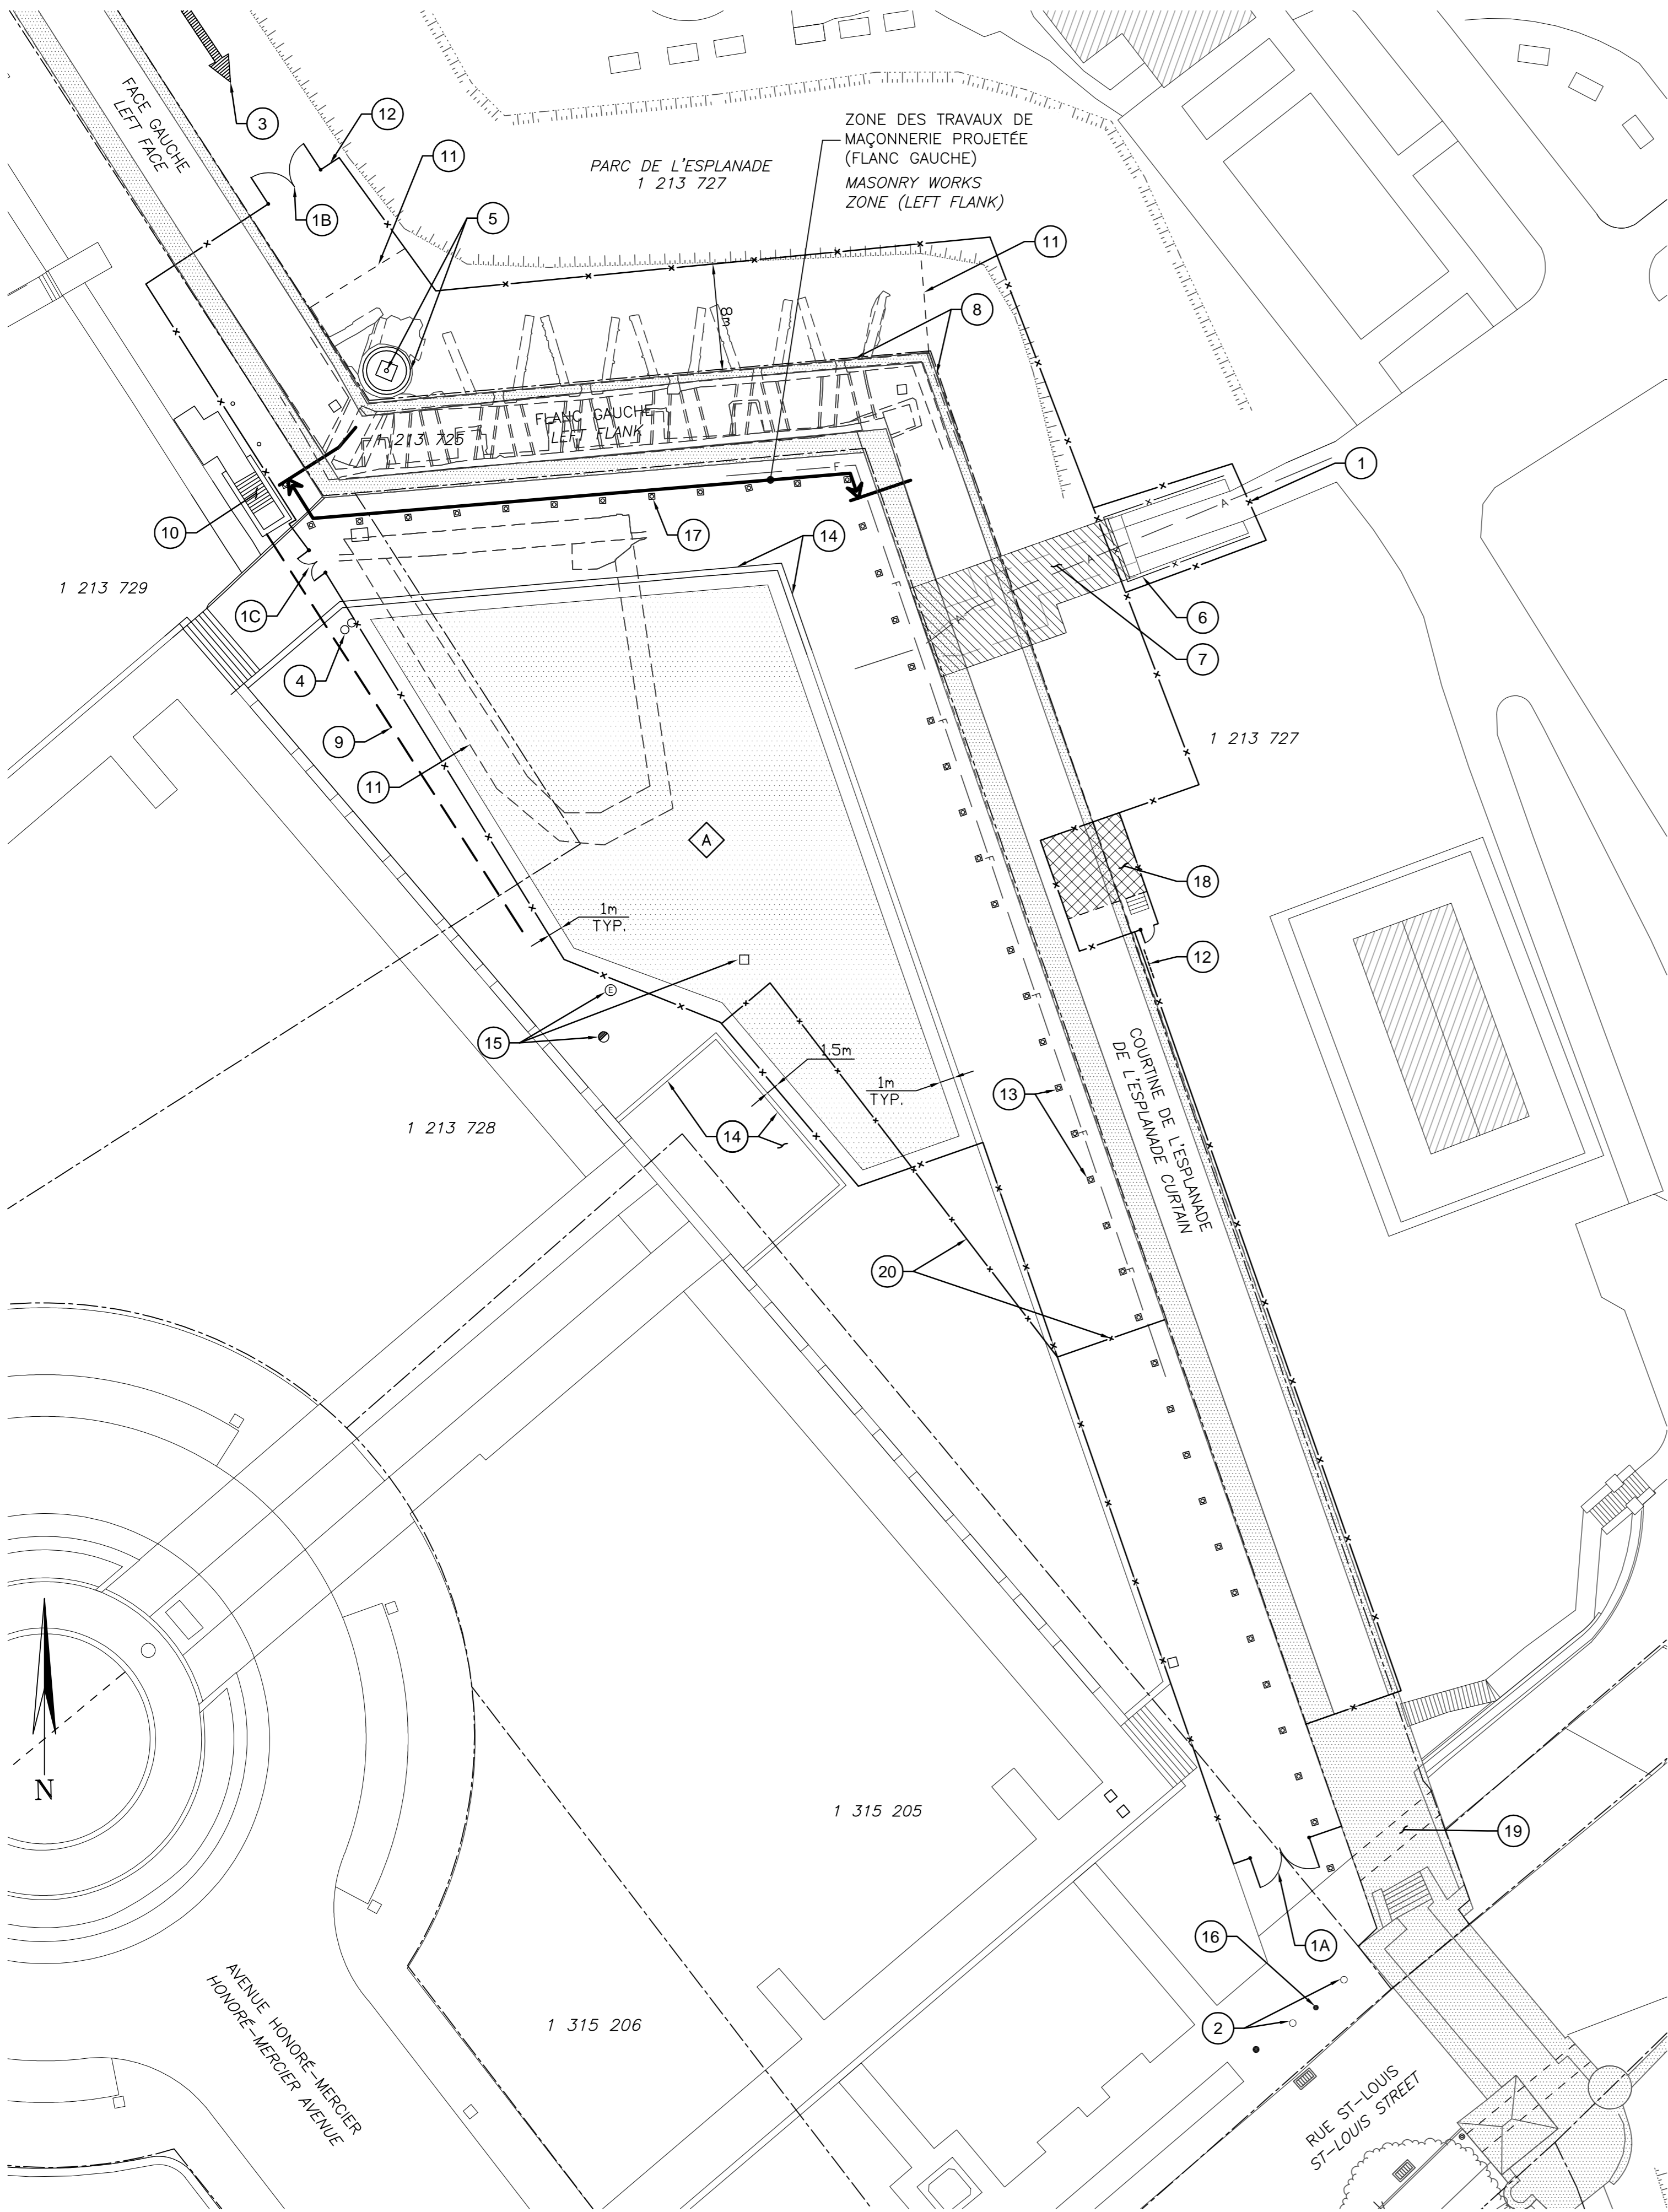 FACE GAUCHE
LEFT FACE
3
12
11
1B
5
PARC DE L'ESPLANADE
1 213 727
ZONE DES TRAVAUX DE
MAÇONNERIE PROJETÉE
(FLANC GAUCHE)
MASONRY WORKS
ZONE (LEFT FLANK)
11
8
8m
FLANC GAUCHE
LEFT FLANK
1 213 725
F
1
A
10
17
14
1 213 729
1C
A
A
F
F
6
7
4
9
11
F
F
1 213 727
A
F
18
1m
TYP.
F
12
E
15
F
1.5m
1m
TYP.
13
COURTINE DE L'ESPLANADE
DE L'ESPLANADE CURTAIN
14
1 213 728
F
20
F
N
1 315 205
19
16
1A
2
1 315 206
AVENUE HONORÉ-MERCIER
HONORÉ-MERCIER AVENUE
RUE ST-LOUIS
ST-LOUIS STREET